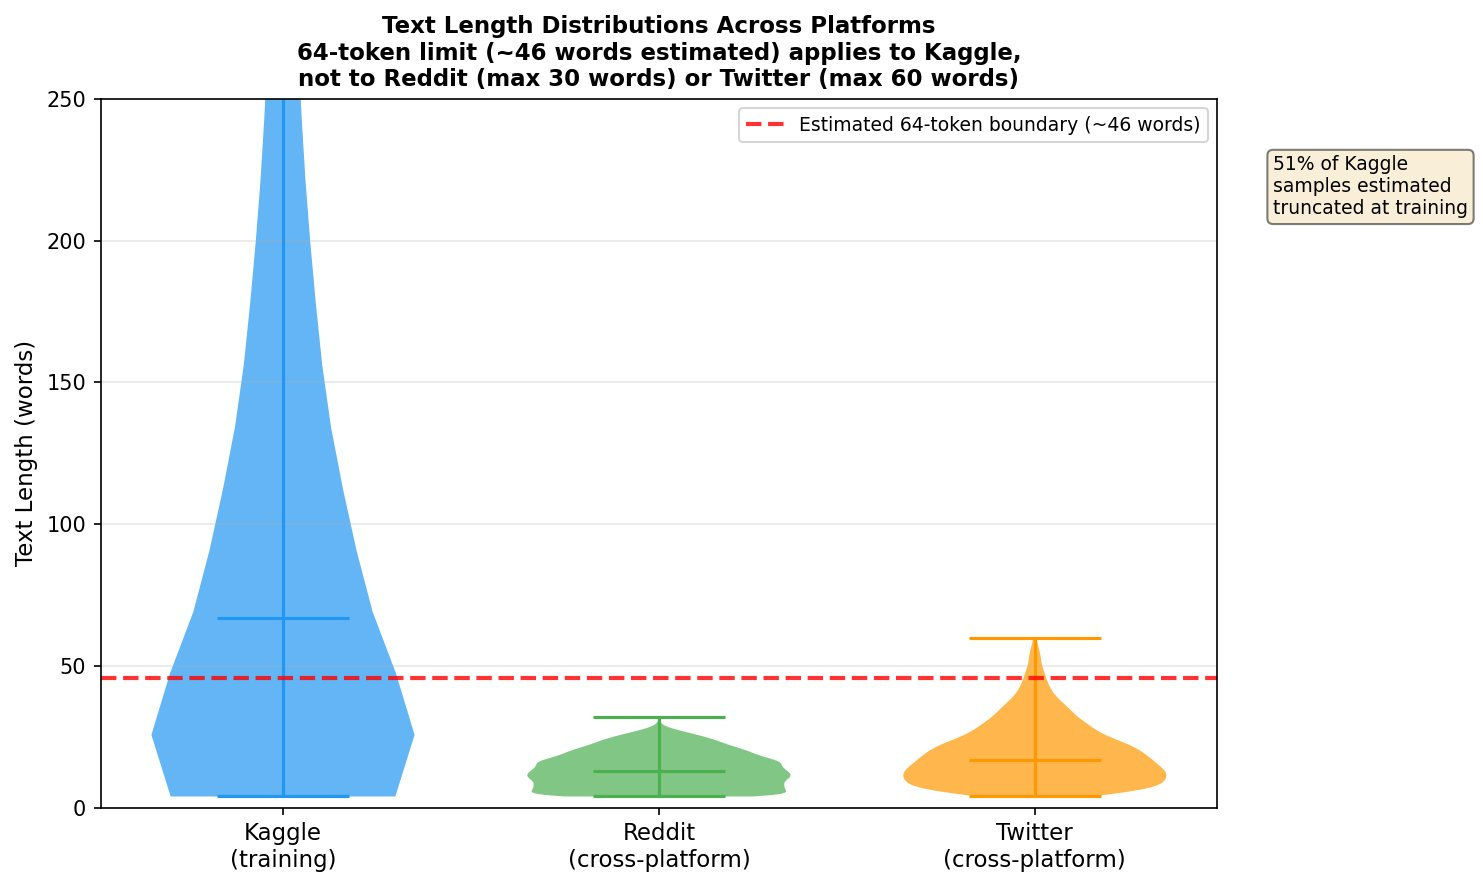 Text Length Distributions Across Platforms
64-token limit (~46 words estimated) applies to Kaggle,
not to Reddit (max 30 words) or Twitter (max 60 words)
Estimated 64-token boundary (~46 words)
51% of Kaggle
samples estimated
truncated at training
Text Length (words)
250
200
150
100
50
0
Kaggle
(training)
Reddit
(cross-platform)
Twitter
(cross-platform)